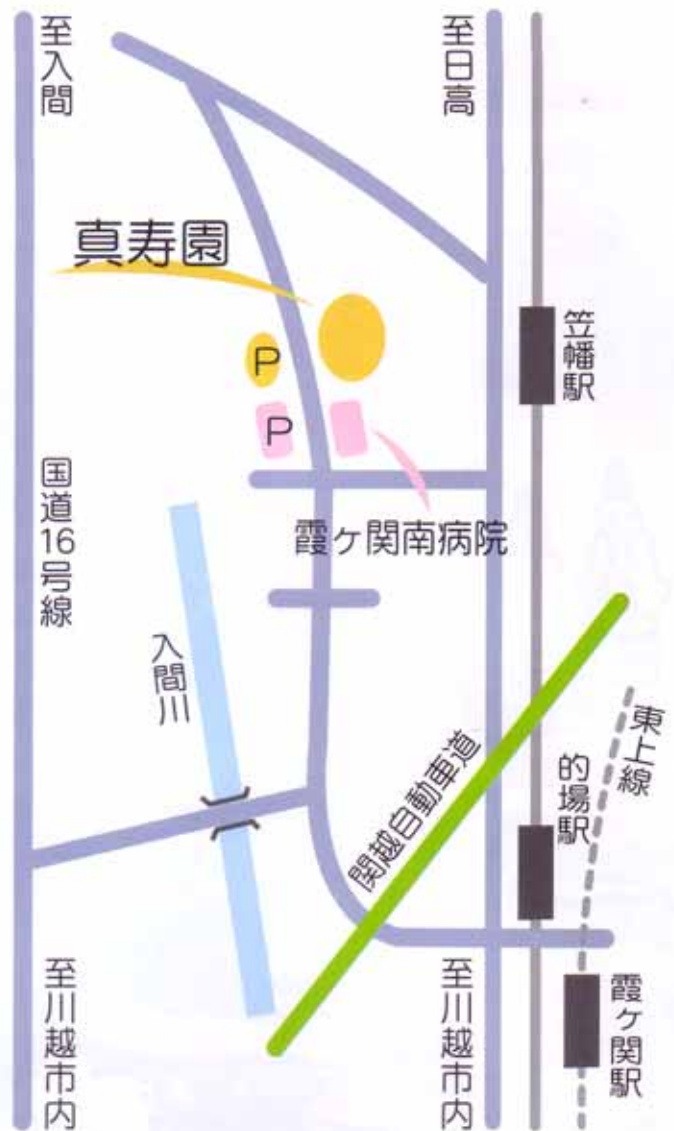 至入間
至日高
真寿園
笠幡駅
P
P
国道16号線
霞ヶ関南病院
入間川
東上線
的場駅
関越自動車道
至川越市内
至川越市内
霞ヶ関駅